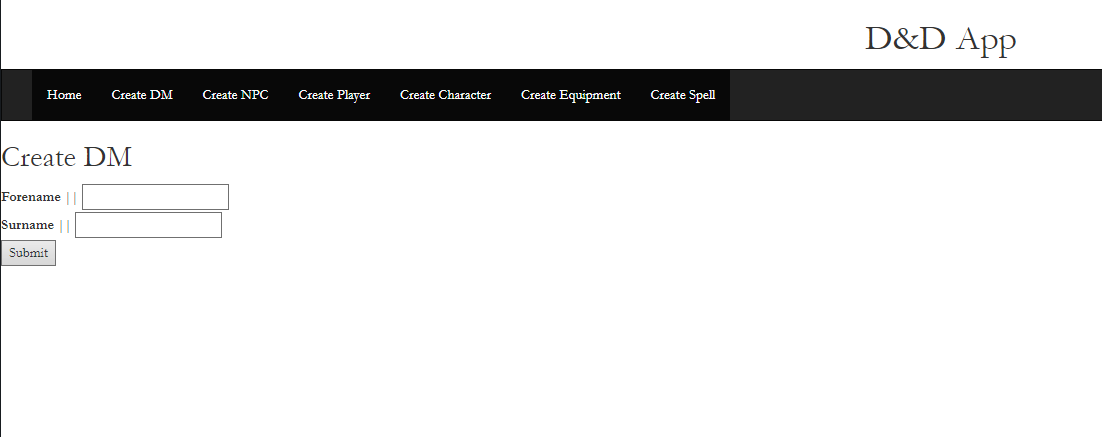 D&D App
Home Create DM Create NPC Create Player Create Character Create Equipment Create Spell
Create DM
Forename ||
Surname ||
Submit